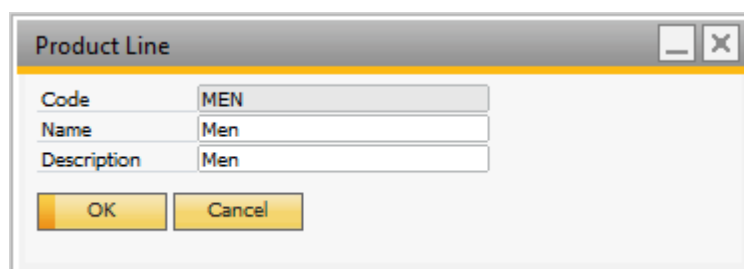 Product Line
Code MEN
Name Men
Description Men
OK Cancel